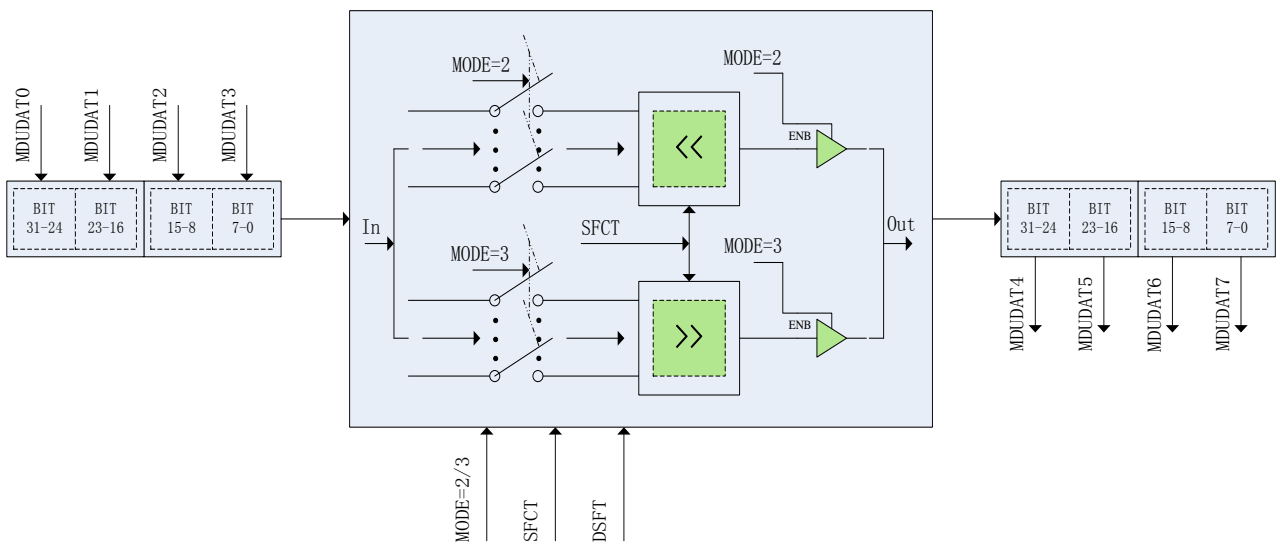 MDUDAT0
MDUDAT1
MDUDAT2
MDUDAT3
BIT
31-24
BIT
23-16
BIT
15-8
BIT
7-0
In
MODE=2
<<
MODE=2
ENB
SFCT
MODE=3
>>
MODE=3
ENB
Out
BIT
31-24
BIT
23-16
BIT
15-8
BIT
7-0
MDUDAT4
MDUDAT5
MDUDAT6
MDUDAT7
MODE=2/3
SFCT
DSFT